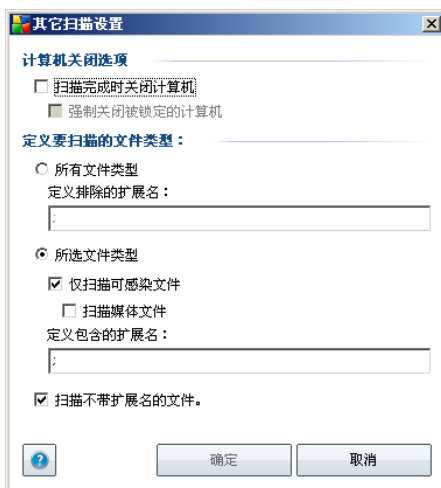 其它扫描设置
计算机关闭选项
扫描完成时关闭计算机
强制关闭被锁定的计算机
定义要扫描的文件类型：
所有文件类型
定义排除的扩展名：
;
所选文件类型
仅扫描可感染文件
扫描媒体文件
定义包含的扩展名：
;
扫描不带扩展名的文件。
确定
取消